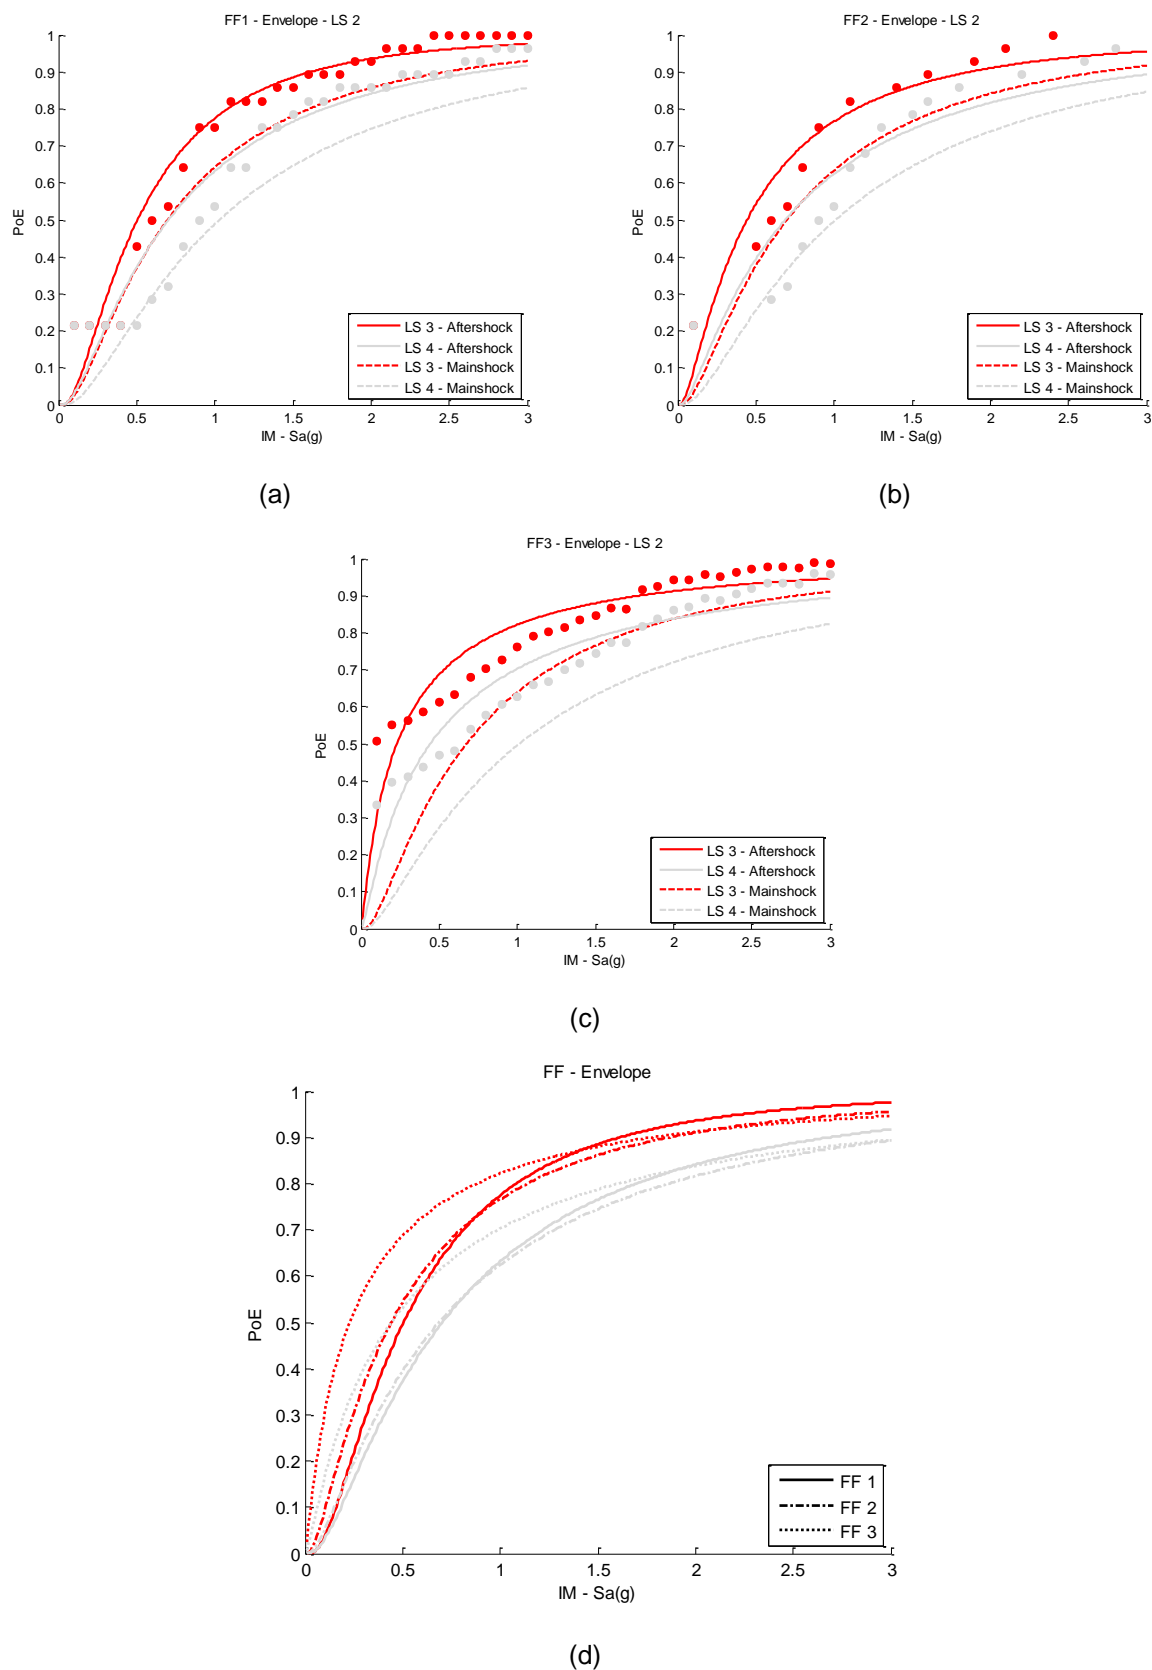 FF1 - Envelope - LS 2
1
0.9
0.8
0.7
0.6
0.5
0.4
0.3
0.2
0.1
0
PoE
0 0.5 1 1.5 2 2.5 3
IM - Sa(g)
LS 3 - Aftershock
LS 4 - Aftershock
LS 3 - Mainshock
LS 4 - Mainshock
(a)
FF2 - Envelope - LS 2
1
0.9
0.8
0.7
0.6
0.5
0.4
0.3
0.2
0.1
0
PoE
0 0.5 1 1.5 2 2.5 3
IM - Sa(g)
LS 3 - Aftershock
LS 4 - Aftershock
LS 3 - Mainshock
LS 4 - Mainshock
(b)
FF3 - Envelope - LS 2
1
0.9
0.8
0.7
0.6
0.5
0.4
0.3
0.2
0.1
0
PoE
0 0.5 1 1.5 2 2.5 3
IM - Sa(g)
LS 3 - Aftershock
LS 4 - Aftershock
LS 3 - Mainshock
LS 4 - Mainshock
(c)
FF - Envelope
1
0.9
0.8
0.7
0.6
0.5
0.4
0.3
0.2
0.1
0
PoE
0 0.5 1 1.5 2 2.5 3
IM - Sa(g)
FF 1
FF 2
FF 3
(d)